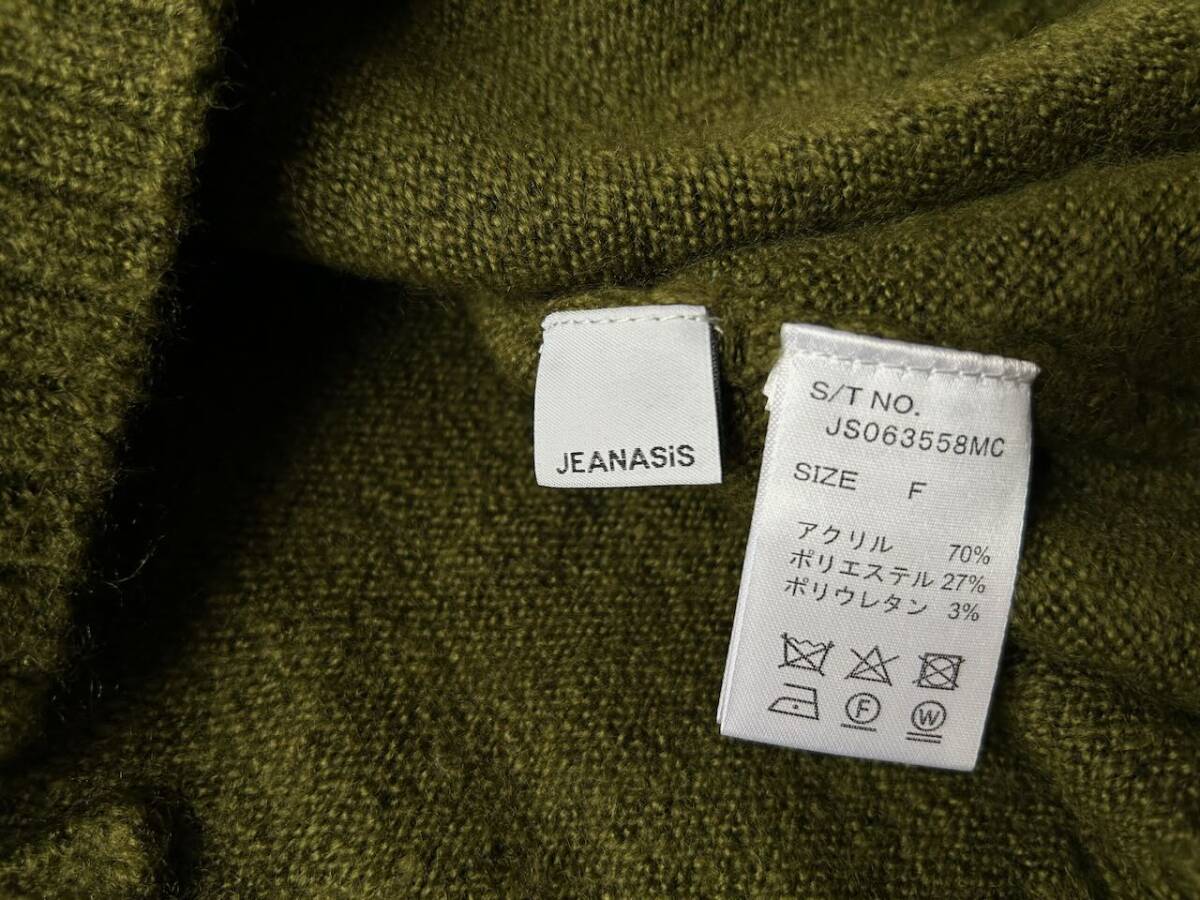 JEANASiS
S/T NO.
JS063558MC
SIZE F
アクリル 70%
ポリエステル 27%
ポリウレタン 3%
F W